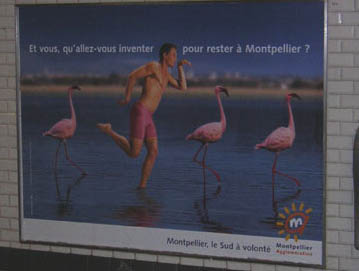 Et vous, qu'allez-vous inventer pour rester à Montpellier ?
Montpellier, le Sud à volonté
m
Montpellier
Agglomération